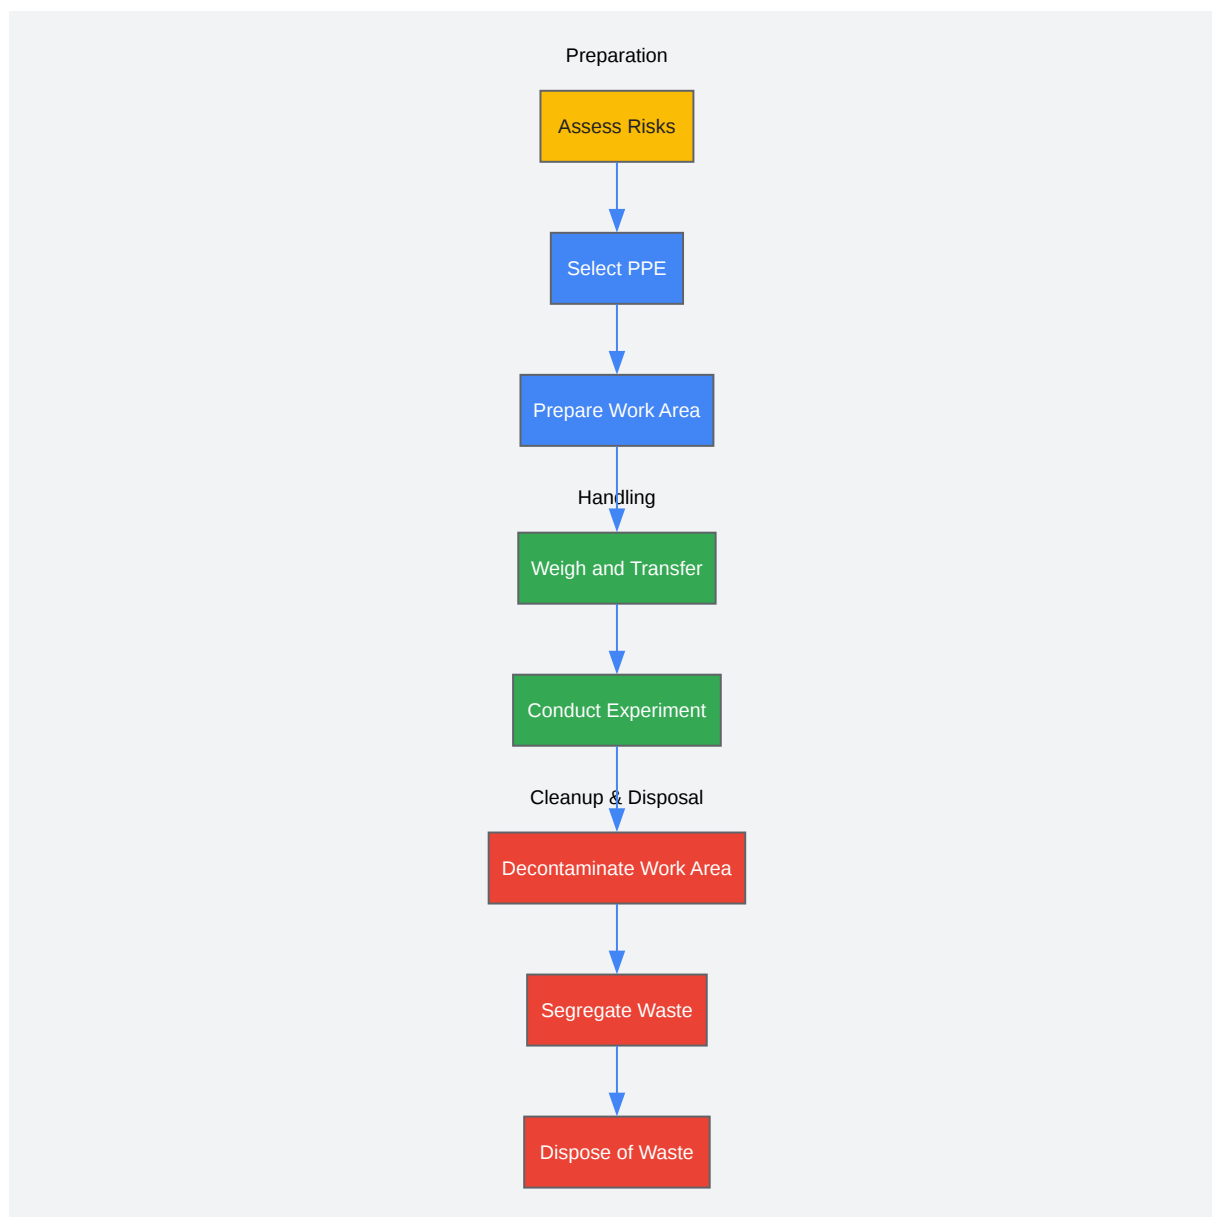 Preparation
Assess Risks
Select PPE
Prepare Work Area
Handling
Weigh and Transfer
Conduct Experiment
Cleanup & Disposal
Decontaminate Work Area
Segregate Waste
Dispose of Waste